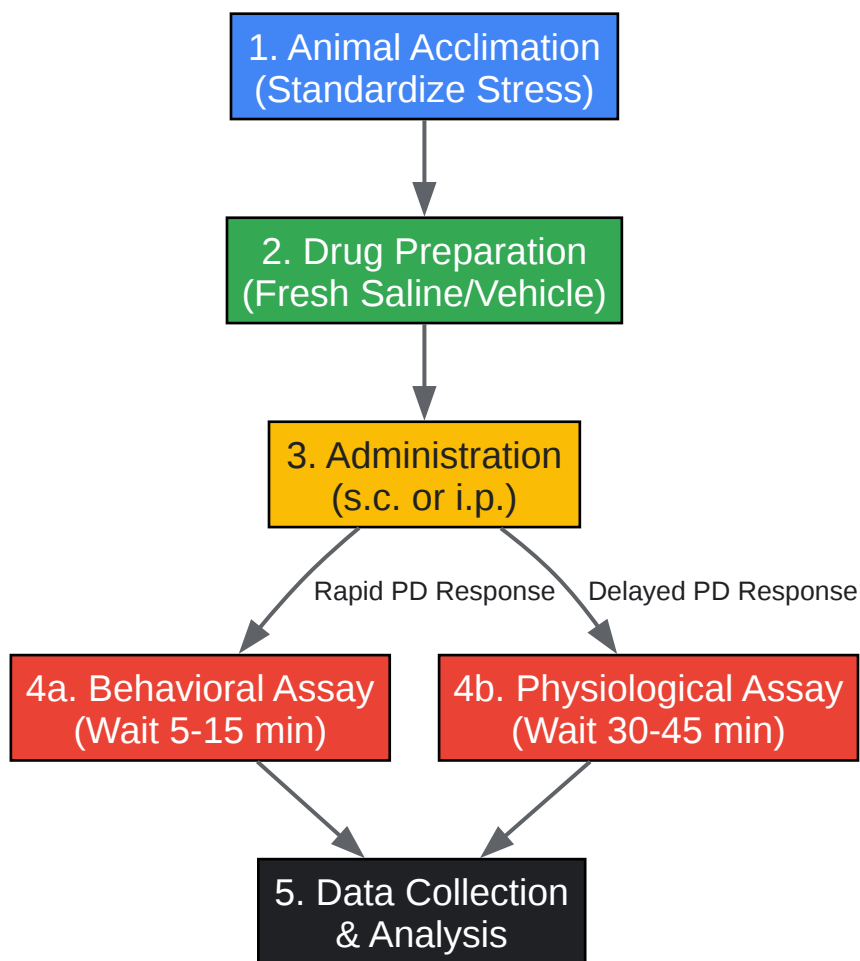 1. Animal Acclimation
(Standardize Stress)
2. Drug Preparation
(Fresh Saline/Vehicle)
3. Administration
(s.c. or i.p.)
Rapid PD Response
Delayed PD Response
4a. Behavioral Assay
(Wait 5-15 min)
4b. Physiological Assay
(Wait 30-45 min)
5. Data Collection
& Analysis